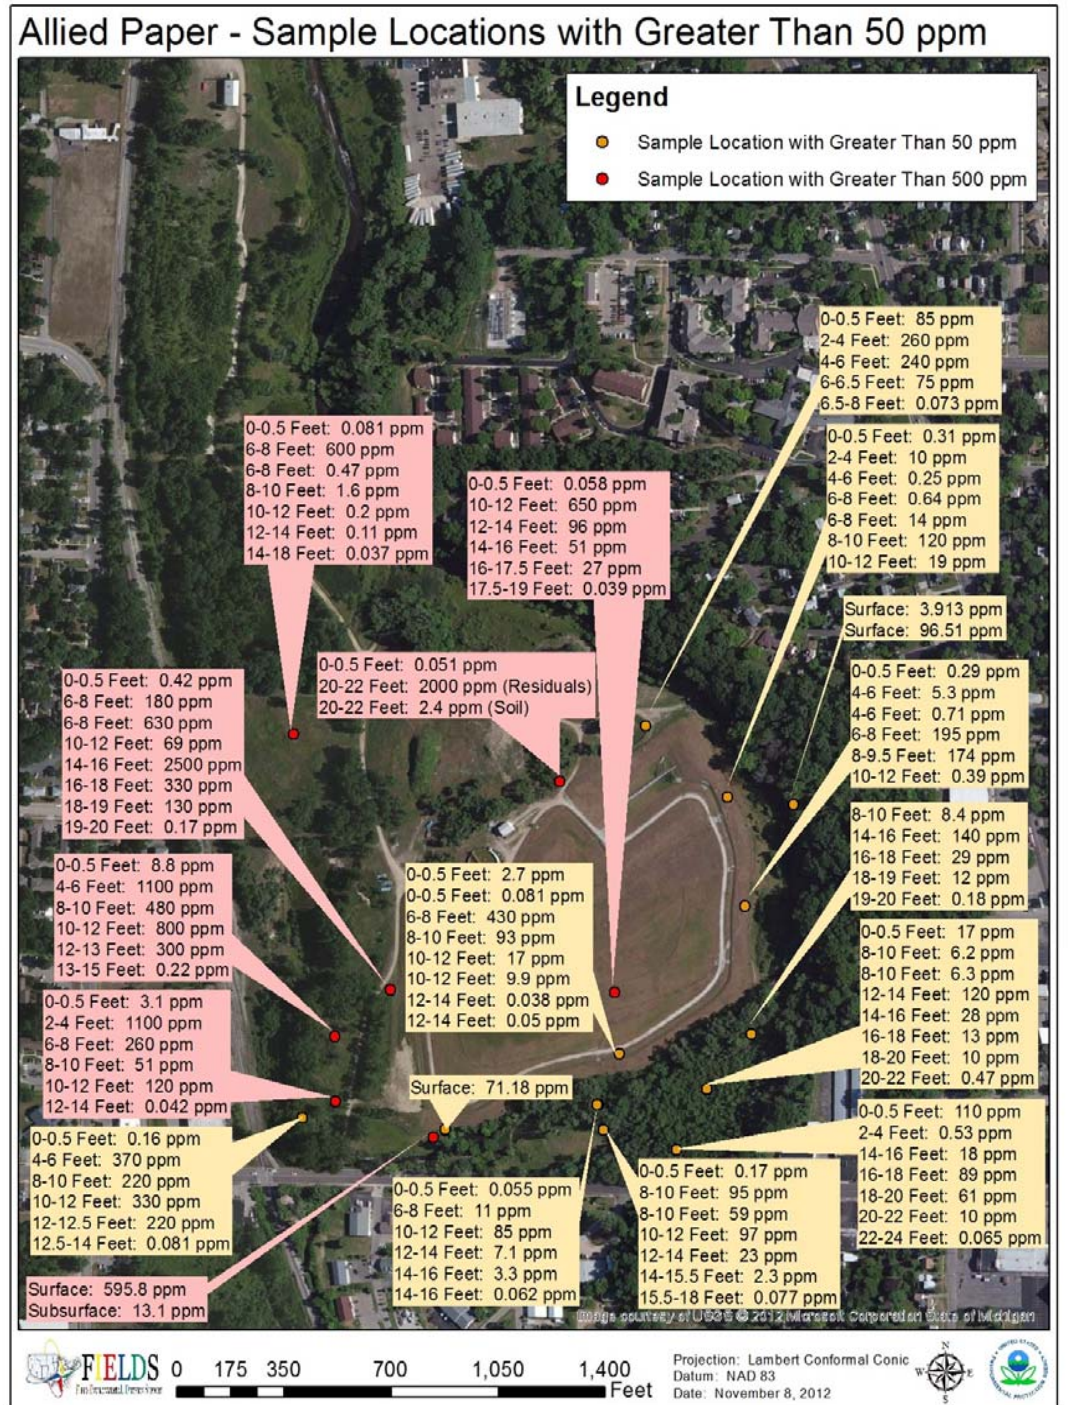 Allied Paper - Sample Locations with Greater Than 50 ppm
Legend
Sample Location with Greater Than 50 ppm
Sample Location with Greater Than 500 ppm
0-0.5 Feet: 85 ppm
2-4 Feet: 260 ppm
4-6 Feet: 240 ppm
6-6.5 Feet: 75 ppm
6.5-8 Feet: 0.073 ppm
0-0.5 Feet: 0.081 ppm
6-8 Feet: 600 ppm
6-8 Feet: 0.47 ppm
8-10 Feet: 1.6 ppm
10-12 Feet: 0.2 ppm
12-14 Feet: 0.11 ppm
14-18 Feet: 0.037 ppm
0-0.5 Feet: 0.058 ppm
10-12 Feet: 650 ppm
12-14 Feet: 96 ppm
14-16 Feet: 51 ppm
16-17.5 Feet: 27 ppm
17.5-19 Feet: 0.039 ppm
0-0.5 Feet: 0.31 ppm
2-4 Feet: 10 ppm
4-6 Feet: 0.25 ppm
6-8 Feet: 0.64 ppm
6-8 Feet: 14 ppm
8-10 Feet: 120 ppm
10-12 Feet: 19 ppm
Surface: 3.913 ppm
Surface: 96.51 ppm
0-0.5 Feet: 0.051 ppm
20-22 Feet: 2000 ppm (Residuals)
20-22 Feet: 2.4 ppm (Soil)
0-0.5 Feet: 0.42 ppm
6-8 Feet: 180 ppm
6-8 Feet: 630 ppm
10-12 Feet: 69 ppm
14-16 Feet: 2500 ppm
16-18 Feet: 330 ppm
18-19 Feet: 130 ppm
19-20 Feet: 0.17 ppm
0-0.5 Feet: 0.29 ppm
4-6 Feet: 5.3 ppm
4-6 Feet: 0.71 ppm
6-8 Feet: 195 ppm
8-9.5 Feet: 174 ppm
10-12 Feet: 0.39 ppm
8-10 Feet: 8.4 ppm
14-16 Feet: 140 ppm
16-18 Feet: 29 ppm
18-19 Feet: 12 ppm
19-20 Feet: 0.18 ppm
0-0.5 Feet: 8.8 ppm
4-6 Feet: 1100 ppm
8-10 Feet: 480 ppm
10-12 Feet: 800 ppm
12-13 Feet: 300 ppm
13-15 Feet: 0.22 ppm
0-0.5 Feet: 2.7 ppm
0-0.5 Feet: 0.081 ppm
6-8 Feet: 430 ppm
8-10 Feet: 93 ppm
10-12 Feet: 17 ppm
10-12 Feet: 9.9 ppm
12-14 Feet: 0.038 ppm
12-14 Feet: 0.05 ppm
0-0.5 Feet: 17 ppm
8-10 Feet: 6.2 ppm
8-10 Feet: 6.3 ppm
12-14 Feet: 120 ppm
14-16 Feet: 28 ppm
16-18 Feet: 13 ppm
18-20 Feet: 10 ppm
20-22 Feet: 0.47 ppm
0-0.5 Feet: 3.1 ppm
2-4 Feet: 1100 ppm
6-8 Feet: 260 ppm
8-10 Feet: 51 ppm
10-12 Feet: 120 ppm
12-14 Feet: 0.042 ppm
Surface: 71.18 ppm
0-0.5 Feet: 0.16 ppm
4-6 Feet: 370 ppm
8-10 Feet: 220 ppm
10-12 Feet: 330 ppm
12-12.5 Feet: 220 ppm
12.5-14 Feet: 0.081 ppm
0-0.5 Feet: 110 ppm
2-4 Feet: 0.53 ppm
14-16 Feet: 18 ppm
16-18 Feet: 89 ppm
18-20 Feet: 61 ppm
20-22 Feet: 10 ppm
22-24 Feet: 0.065 ppm
0-0.5 Feet: 0.055 ppm
6-8 Feet: 11 ppm
10-12 Feet: 85 ppm
12-14 Feet: 7.1 ppm
14-16 Feet: 3.3 ppm
14-16 Feet: 0.062 ppm
0-0.5 Feet: 0.17 ppm
8-10 Feet: 95 ppm
8-10 Feet: 59 ppm
10-12 Feet: 97 ppm
12-14 Feet: 23 ppm
14-15.5 Feet: 2.3 ppm
15.5-18 Feet: 0.077 ppm
Surface: 595.8 ppm
Subsurface: 13.1 ppm
Image courtesy of USGS © 2012 Microsoft Corporation State of Michigan
FIELDS
0 175 350 700 1,050 1,400
Feet
Projection: Lambert Conformal Conic
Datum: NAD 83
Date: November 8, 2012
N
W E
S